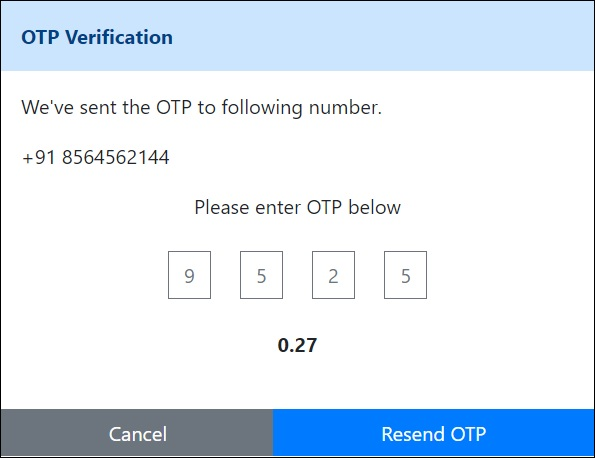 OTP Verification
We've sent the OTP to following number.
+91 8564562144
Please enter OTP below
9 5 2 5
0.27
Cancel Resend OTP